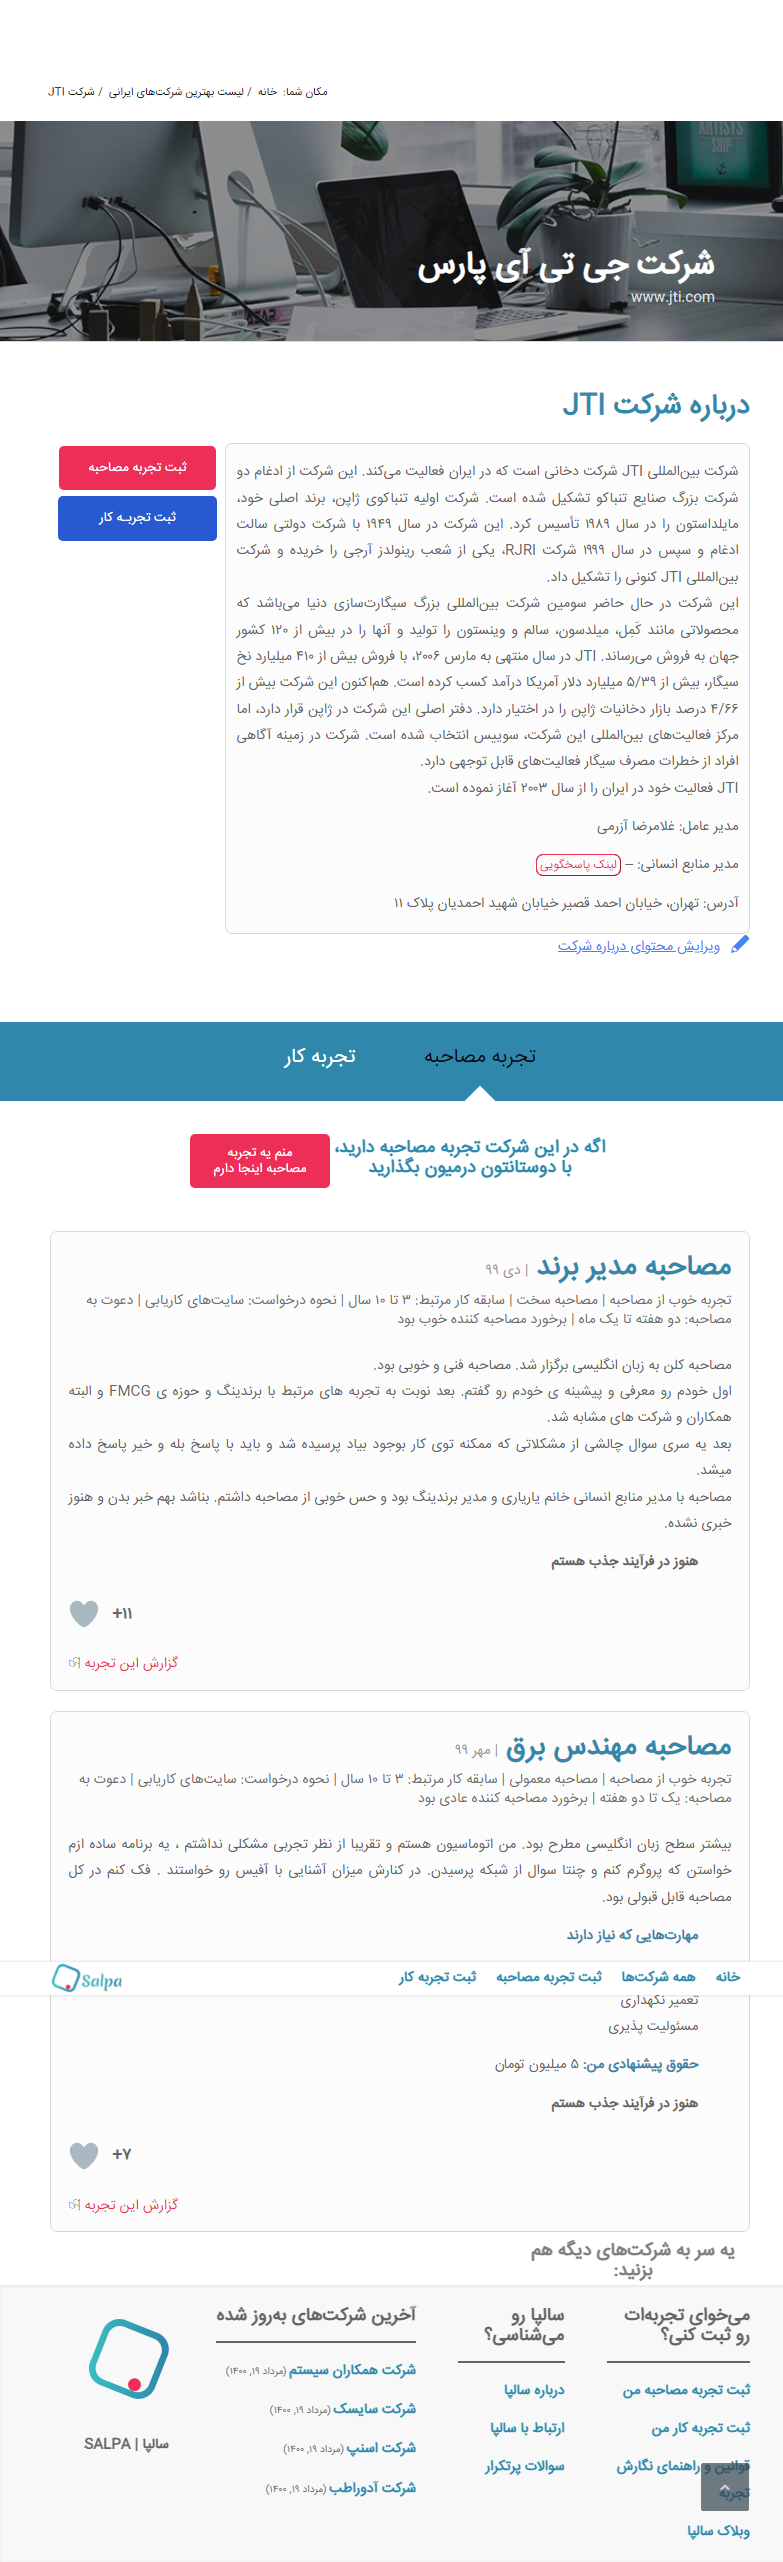 مکان شما: خانه / لیست بهترین شرکت‌های ایرانی / شرکت JTI
ARTISTS
SHIP
شرکت جی تی آی پارس
www.jti.com
درباره شرکت JTI
ثبت تجربه مصاحبه
ثبت تجربـه کار
شرکت بین‌المللی JTI شرکت دخانی است که در ایران فعالیت می‌کند. این شرکت از ادغام دو
شرکت بزرگ صنایع تنباکو تشکیل شده است. شرکت اولیه تنباکوی ژاپن، برند اصلی خود،
مایلداستون را در سال ۱۹۸۹ تأسیس کرد. این شرکت در سال ۱۹۴۹ با شرکت دولتی سالت
ادغام و سپس در سال ۱۹۹۹ شرکت RJRI، یکی از شعب رینولدز آرجی را خریده و شرکت
بین‌المللی JTI کنونی را تشکیل داد.
این شرکت در حال حاضر سومین شرکت بین‌المللی بزرگ سیگارت‌سازی دنیا می‌باشد که
محصولاتی مانند کَمِل، میلدسون، سالم و وینستون را تولید و آنها را در بیش از ۱۲۰ کشور
جهان به فروش می‌رساند. JTI در سال منتهی به مارس ۲۰۰۶، با فروش بیش از ۴۱۰ میلیارد نخ
سیگار، بیش از ۵/۳۹ میلیارد دلار آمریکا درآمد کسب کرده است. هم‌اکنون این شرکت بیش از
۴/۶۶ درصد بازار دخانیات ژاپن را در اختیار دارد. دفتر اصلی این شرکت در ژاپن قرار دارد، اما
مرکز فعالیت‌های بین‌المللی این شرکت، سوییس انتخاب شده است. شرکت در زمینه آگاهی
افراد از خطرات مصرف سیگار فعالیت‌های قابل توجهی دارد.
JTI فعالیت خود در ایران را از سال ۲۰۰۳ آغاز نموده است.
مدیر عامل: غلامرضا آزرمی
مدیر منابع انسانی: – لینک پاسخگویی
آدرس: تهران، خیابان احمد قصیر خیابان شهید احمدیان پلاک ۱۱
ویرایش محتوای درباره شرکت
تجربه مصاحبه
تجربه کار
اگه در این شرکت تجربه مصاحبه دارید،
با دوستانتون درمیون بگذارید
منم یه تجربه
مصاحبه اینجا دارم
مصاحبه مدیر برند | دی ۹۹
تجربه خوب از مصاحبه | مصاحبه سخت | سابقه کار مرتبط: ۳ تا ۱۰ سال | نحوه درخواست: سایت‌های کاریابی | دعوت به
مصاحبه: دو هفته تا یک ماه | برخورد مصاحبه کننده خوب بود
مصاحبه کلن به زبان انگلیسی برگزار شد. مصاحبه فنی و خوبی بود.
اول خودم رو معرفی و پیشینه ی خودم رو گفتم. بعد نوبت به تجربه های مرتبط با برندینگ و حوزه ی FMCG و البته
همکاران و شرکت های مشابه شد.
بعد یه سری سوال چالشی از مشکلاتی که ممکنه توی کار بوجود بیاد پرسیده شد و باید با پاسخ بله و خیر پاسخ داده
میشد.
مصاحبه با مدیر منابع انسانی خانم یاریاری و مدیر برندینگ بود و حس خوبی از مصاحبه داشتم. بناشد بهم خبر بدن و هنوز
خبری نشده.
هنوز در فرآیند جذب هستم
+۱۱
گزارش این تجربه
مصاحبه مهندس برق | مهر ۹۹
تجربه خوب از مصاحبه | مصاحبه معمولی | سابقه کار مرتبط: ۳ تا ۱۰ سال | نحوه درخواست: سایت‌های کاریابی | دعوت به
مصاحبه: یک تا دو هفته | برخورد مصاحبه کننده عادی بود
بیشتر سطح زبان انگلیسی مطرح بود. من اتوماسیون هستم و تقریبا از نظر تجربی مشکلی نداشتم ، یه برنامه ساده ازم
خواستن که پروگرم کنم و چنتا سوال از شبکه پرسیدن. در کنارش میزان آشنایی با آفیس رو خواستند . فک کنم در کل
مصاحبه قابل قبولی بود.
مهارت‌هایی که نیاز دارند
خانه
همه شرکت‌ها
ثبت تجربه مصاحبه
ثبت تجربه کار
Salpa
تعمیر نگهداری
مسئولیت پذیری
حقوق پیشنهادی من: ۵ میلیون تومان
هنوز در فرآیند جذب هستم
+۷
گزارش این تجربه
یه سر به شرکت‌های دیگه هم
بزنید:
می‌خوای تجربه‌ات
رو ثبت کنی؟
ثبت تجربه مصاحبه من
ثبت تجربه کار من
قوانین و راهنمای نگارش
تجربه
وبلاگ سالپا
سالپا رو
می‌شناسی؟
درباره سالپا
ارتباط با سالپا
سوالات پرتکرار
آخرین شرکت‌های به‌روز شده
شرکت همکاران سیستم (مرداد ۱۹, ۱۴۰۰)
شرکت سایسک (مرداد ۱۹, ۱۴۰۰)
شرکت اسنپ (مرداد ۱۹, ۱۴۰۰)
شرکت آدوراطب (مرداد ۱۹, ۱۴۰۰)
سالپا | SALPA